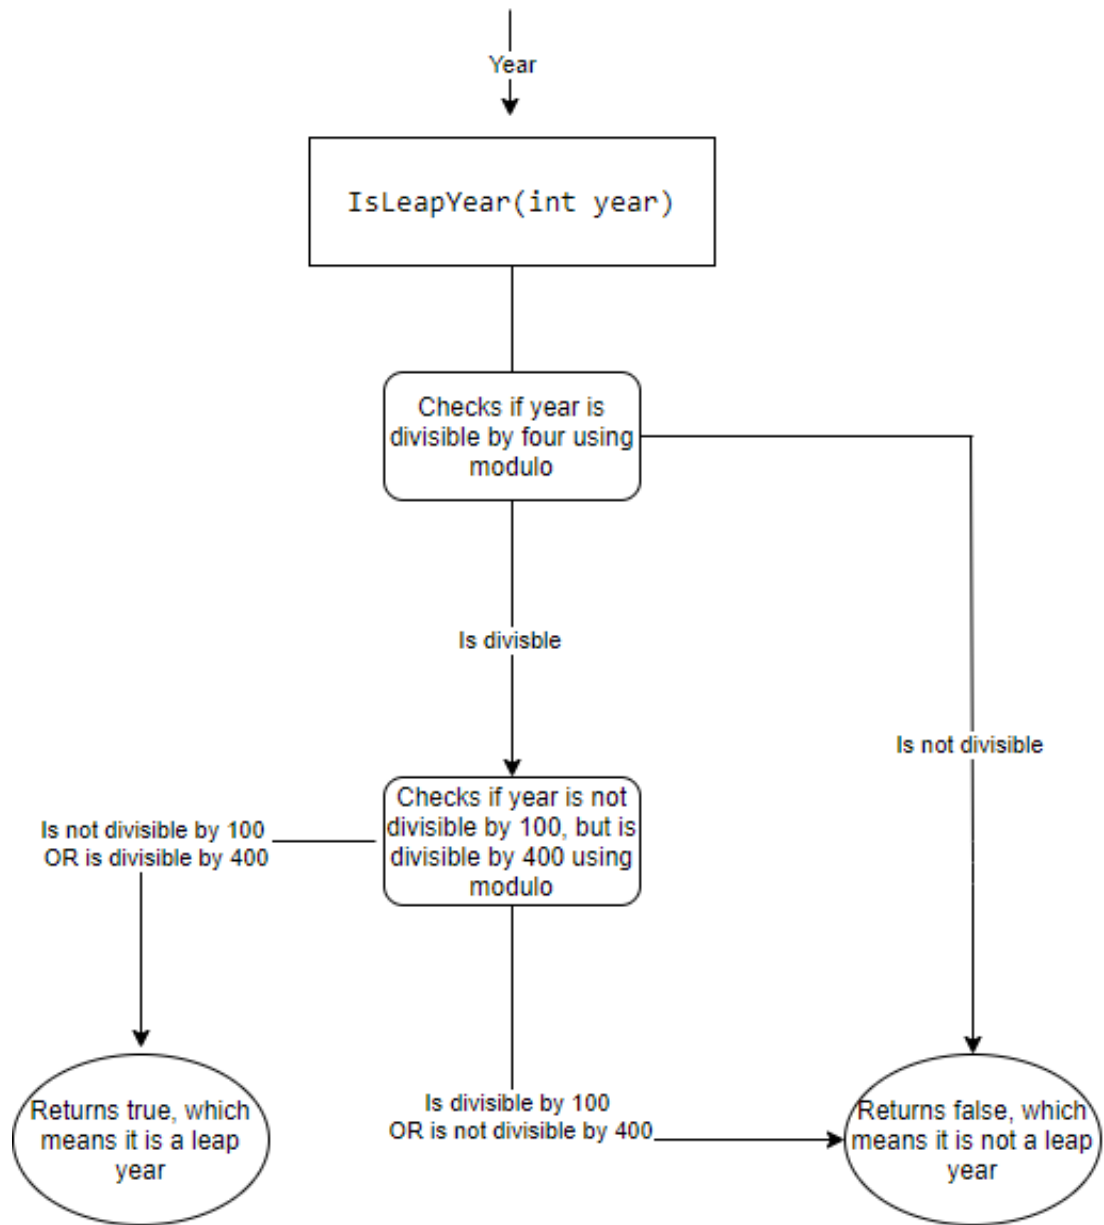 Year
IsLeapYear(int year)
Checks if year is
divisible by four using
modulo
Is divisble
Is not divisible
Checks if year is not
divisible by 100, but is
divisible by 400 using
modulo
Is not divisible by 100
OR is divisible by 400
Is divisible by 100
OR is not divisible by 400
Returns true, which
means it is a leap
year
Returns false, which
means it is not a leap
year